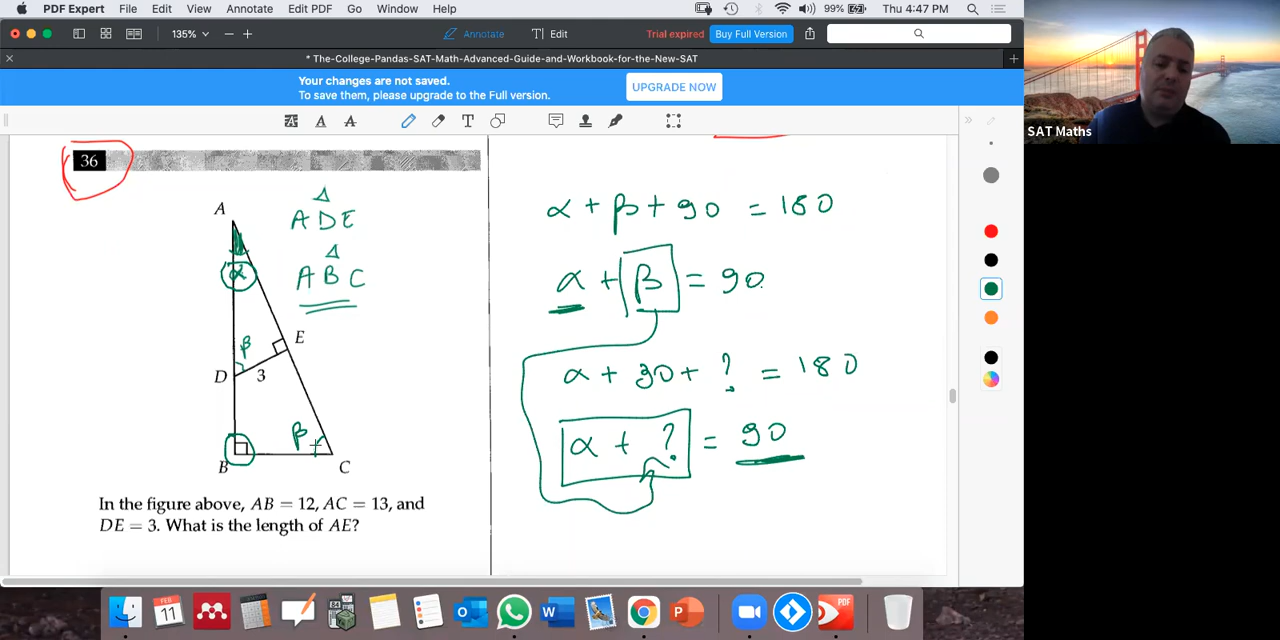 PDF Expert File Edit View Annotate Edit PDF Go Window Help 99% Thu 4:47 PM
135% Annotate Edit Trial expired Buy Full Version
* The-College-Pandas-SAT-Math-Advanced-Guide-and-Workbook-for-the-New-SAT
Your changes are not saved.
To save them, please upgrade to the Full version.
UPGRADE NOW
SAT Maths
36
A
Δ
ADE
Δ
ABC
α
β
E
D
3
β
B
C
In the figure above, AB = 12, AC = 13, and
DE = 3. What is the length of AE?
α + β + 90 = 180
α + β = 90
α + 90 + ? = 180
α + ? = 90
FEB
11
W
P
PDF